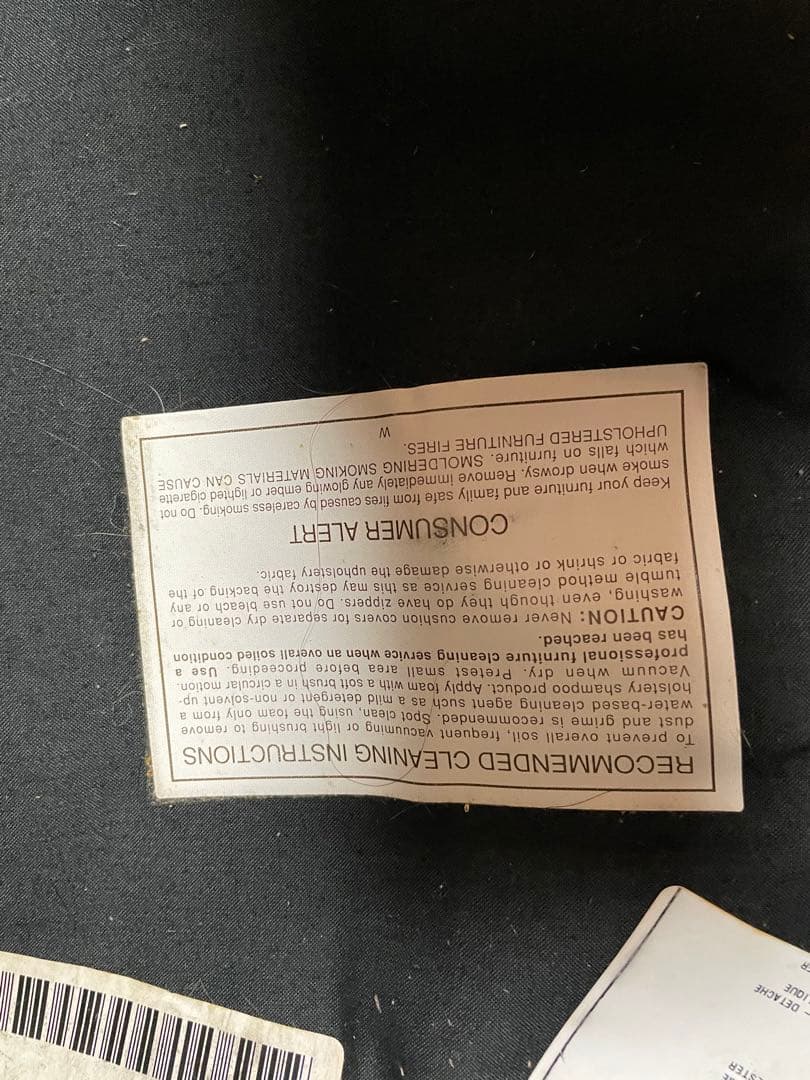 RECOMMENDED CLEANING INSTRUCTIONS
To prevent overall soil, frequent vacuuming or light brushing to remove
dust and grime is recommended. Spot clean, using the foam only from a
water-based cleaning agent such as a mild detergent or non-solvent up-
holstery shampoo product. Apply foam with a soft brush in a circular motion.
Vacuum when dry. Pretest small area before proceeding. Use a
professional furniture cleaning service when an overall soiled condition
has been reached.
CAUTION: Never remove cushion covers for separate dry cleaning or
washing, even though they do have zippers. Do not use bleach or any
tumble method cleaning service as this may destroy the backing of the
fabric or shrink or otherwise damage the upholstery fabric.
CONSUMER ALERT
Keep your furniture and family safe from fires caused by careless smoking. Do not
smoke when drowsy. Remove immediately any glowing ember or lighted cigarette
which falls on furniture. SMOLDERING SMOKING MATERIALS CAN CAUSE
UPHOLSTERED FURNITURE FIRES.
W
- DETACHE